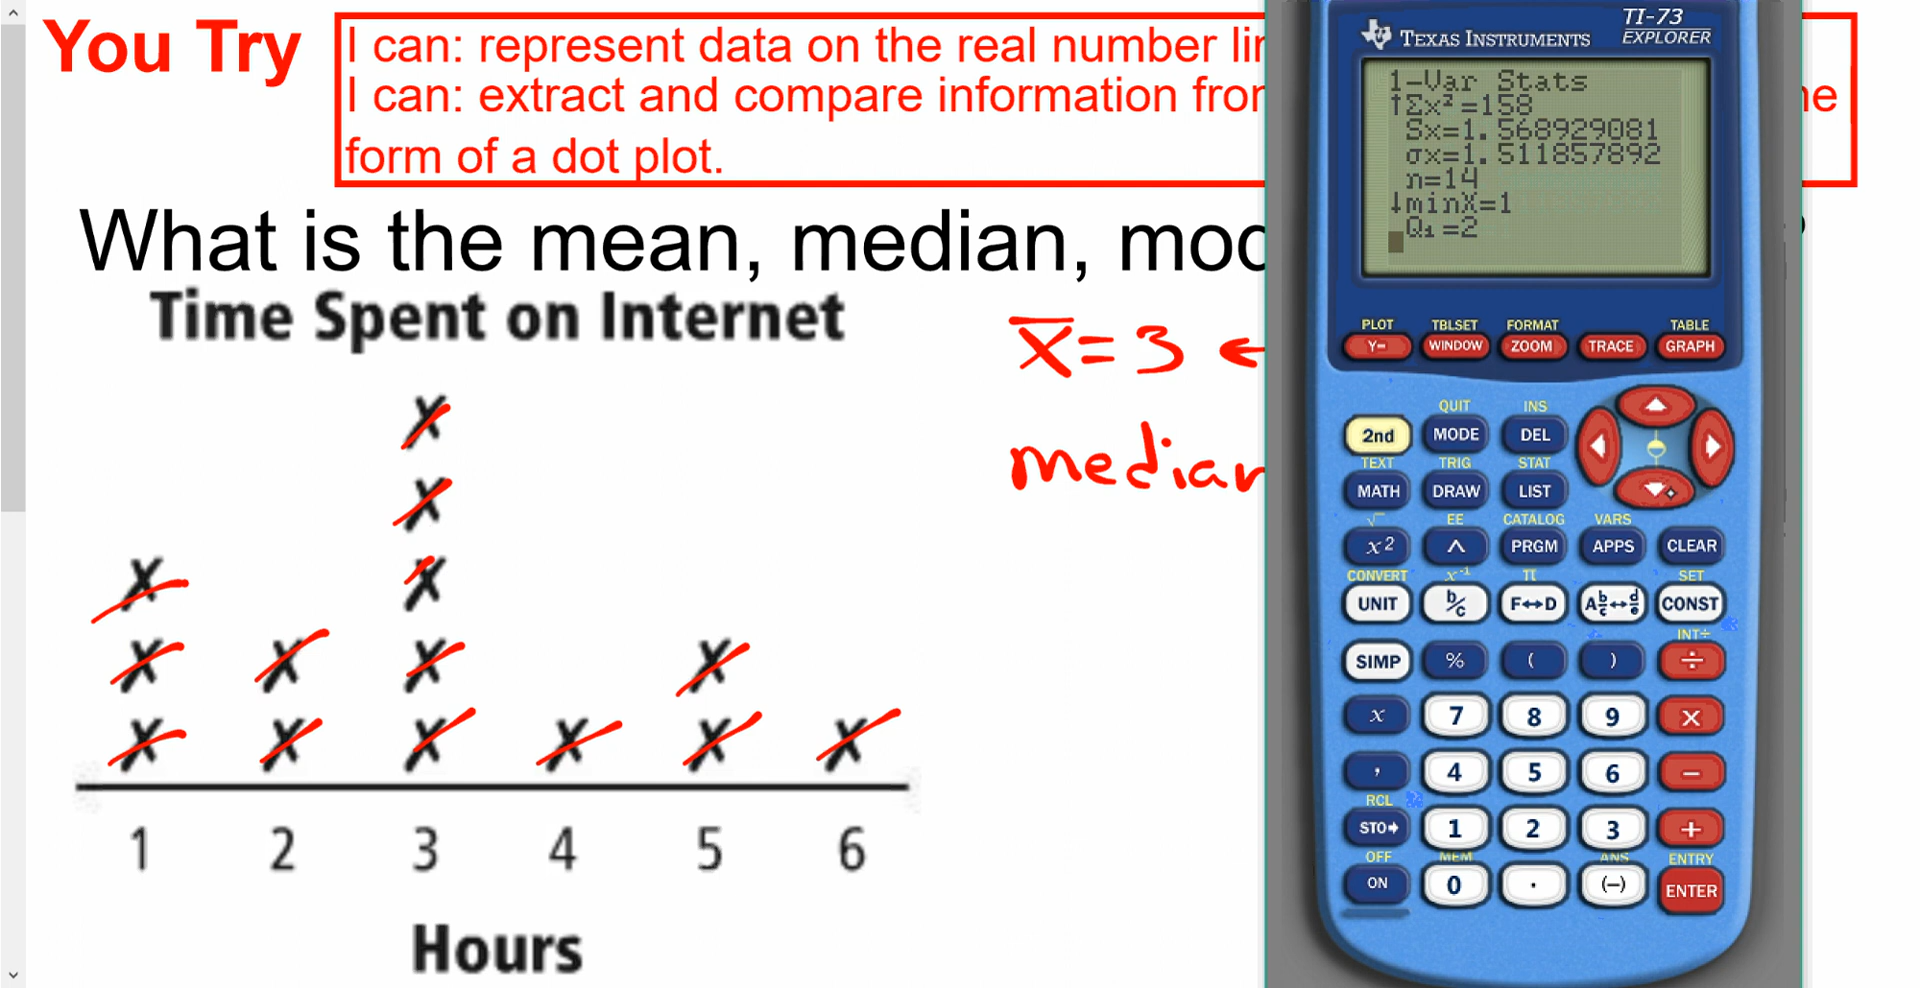 You Try
I can: represent data on the real number lin
I can: extract and compare information from he
form of a dot plot.
What is the mean, median, mod ?
Time Spent on Internet
x̅ = 3 ←
median
1 2 3 4 5 6
Hours
TI-73
TEXAS INSTRUMENTS EXPLORER
1-Var Stats
↑Σx²=158
Sx=1.568929081
σx=1.511857892
n=14
↓minX=1
Q₁=2
PLOT TBLSET FORMAT TABLE
Y= WINDOW ZOOM TRACE GRAPH
QUIT INS
2nd MODE DEL
TEXT TRIG STAT
MATH DRAW LIST
√ EE CATALOG VARS
x² ^ PRGM APPS CLEAR
CONVERT x⁻¹ π SET
UNIT b/c F↔D A b/c↔d/e CONST
INT÷
SIMP % ( ) ÷
x 7 8 9 ×
, 4 5 6 −
RCL
STO➔ 1 2 3 +
OFF MEM ANS ENTRY
ON 0 . (−) ENTER